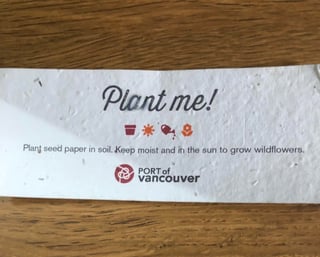 Plant me!
Plant seed paper in soil. Keep moist and in the sun to grow wildflowers.
PORT of
vancouver